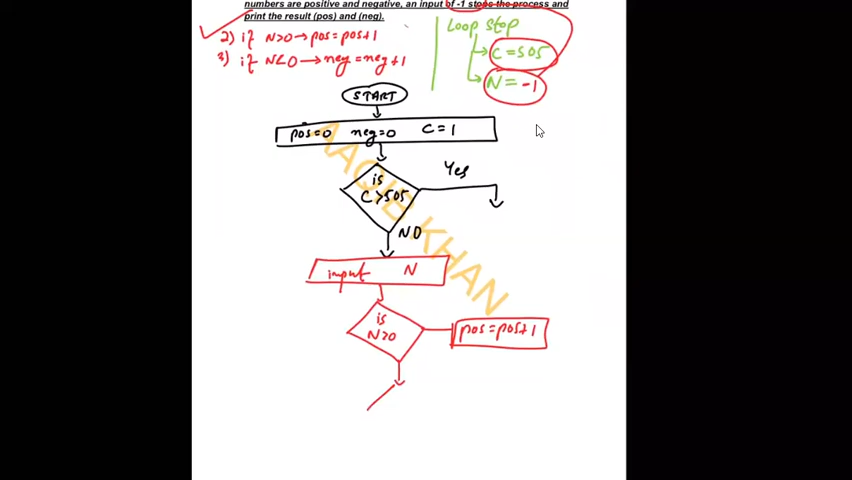 numbers are positive and negative, an input of -1 stops the process and
print the result (pos) and (neg).
2) if N>0 → pos=pos+1
3) if N<0 → neg=neg+1
Loop stop
C=505
N=-1
START
pos=0 neg=0 C=1
is
C>505
Yes
NO
input N
is
N>0
pos=pos+1
AAQIB KHAN